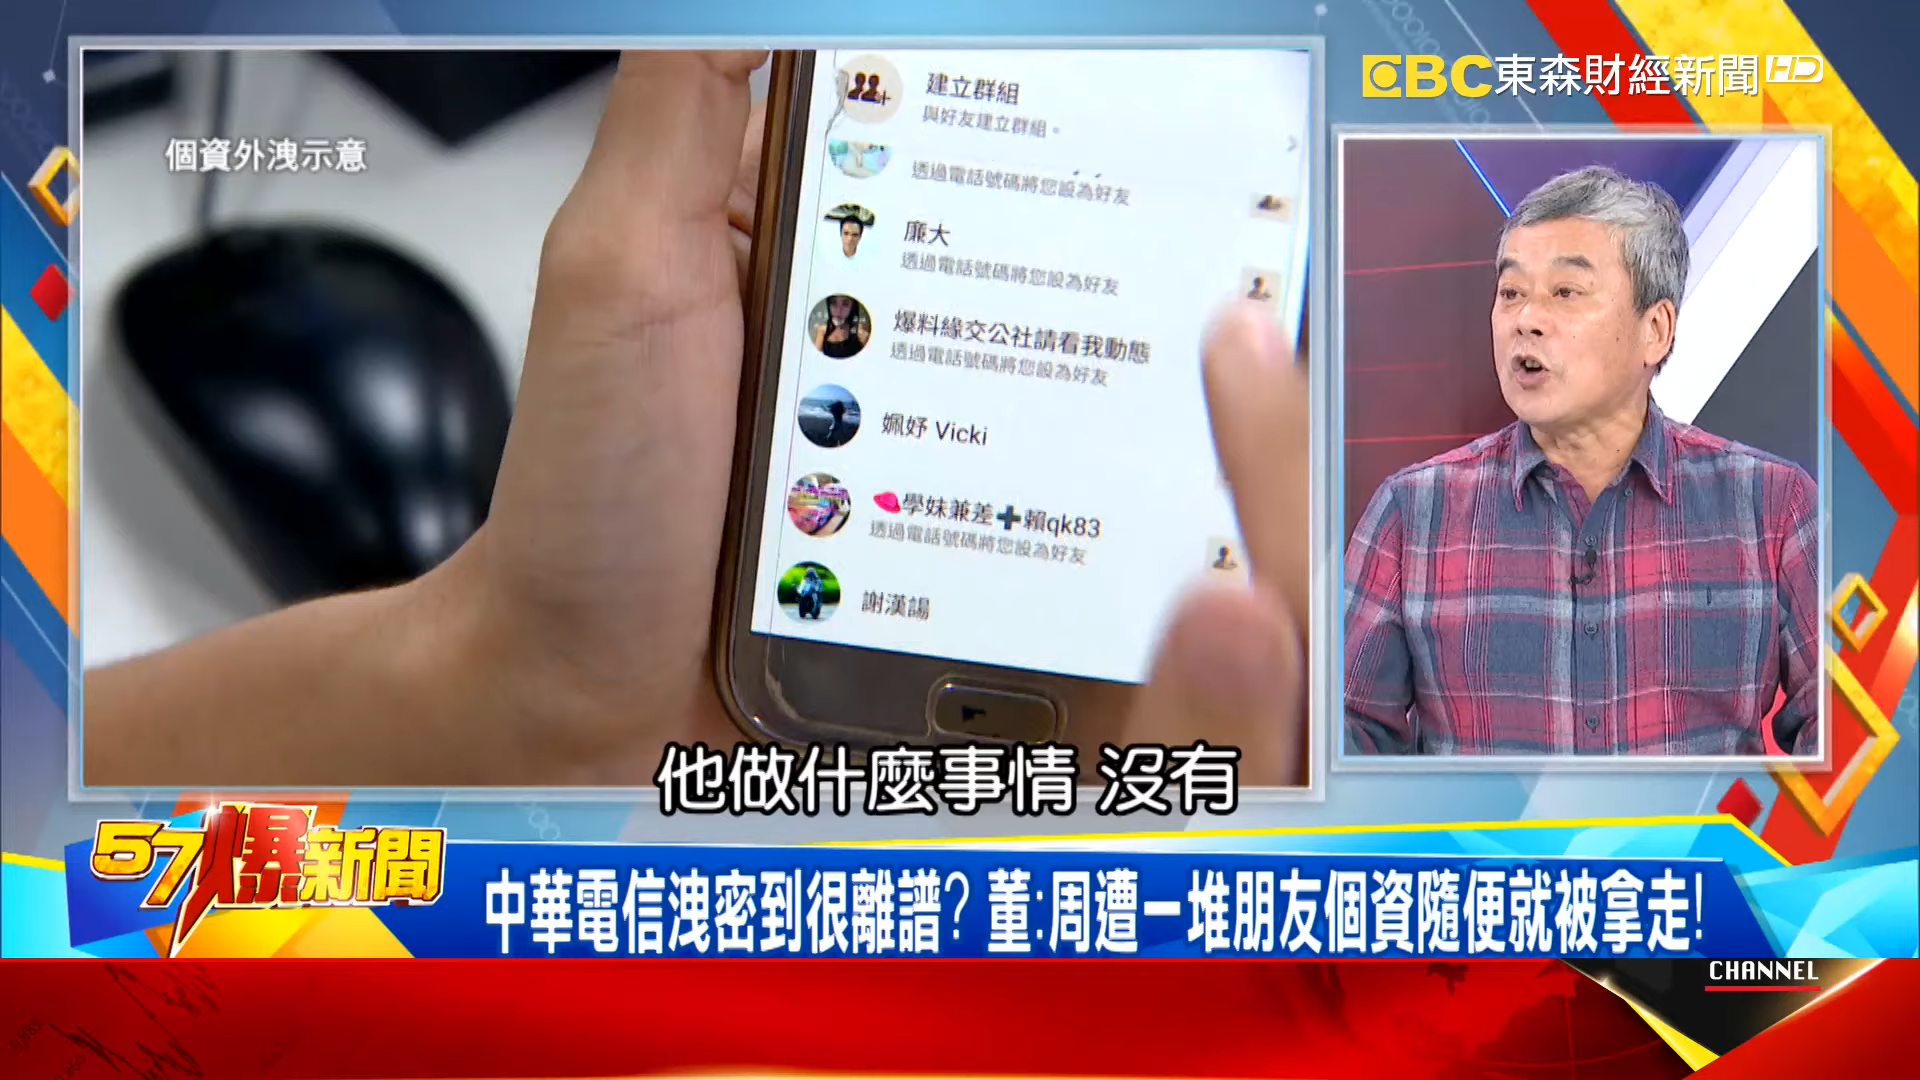 EBC東森財經新聞HD
個資外洩示意
建立群組
與好友建立群組。
透過電話號碼將您設為好友
廉大
透過電話號碼將您設為好友
爆料緣交公社請看我動態
透過電話號碼將您設為好友
姵妤 Vicki
學妹兼差➕賴qk83
透過電話號碼將您設為好友
謝漢
他做什麼事情 沒有
57爆新聞
中華電信洩密到很離譜? 董:周遭一堆朋友個資隨便就被拿走!
CHANNEL